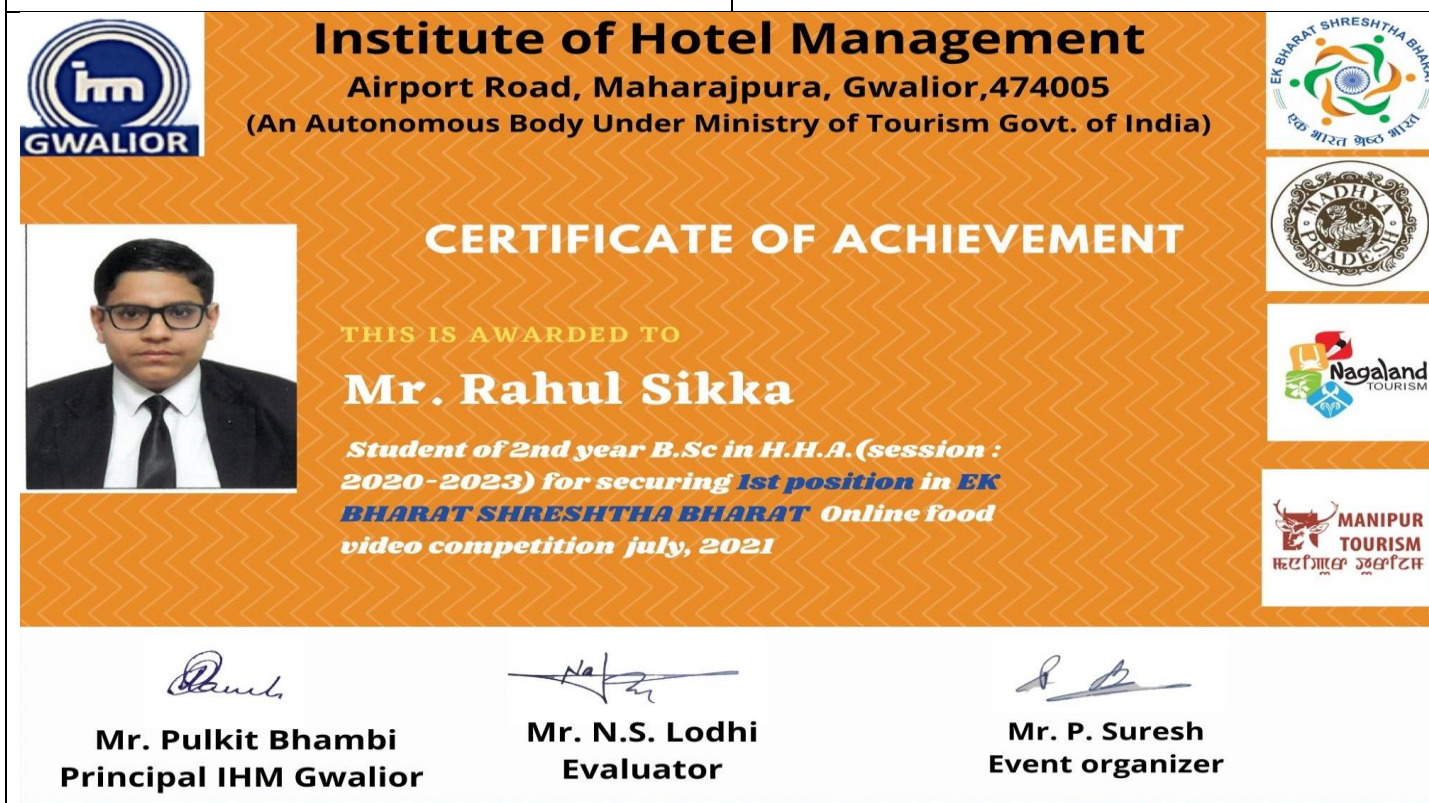 Institute of Hotel Management
Airport Road, Maharajpura, Gwalior,474005
(An Autonomous Body Under Ministry of Tourism Govt. of India)
ihm
GWALIOR
EK BHARAT SHRESHTHA BHARAT
एक भारत श्रेष्ठ भारत
MADHYA
PRADESH
CERTIFICATE OF ACHIEVEMENT
THIS IS AWARDED TO
Mr. Rahul Sikka
Student of 2nd year B.Sc in H.H.A.(session :
2020-2023) for securing 1st position in EK
BHARAT SHRESHTHA BHARAT Online food
video competition july, 2021
Nagaland
TOURISM
MANIPUR
TOURISM
Mr. Pulkit Bhambi
Principal IHM Gwalior
Mr. N.S. Lodhi
Evaluator
Mr. P. Suresh
Event organizer